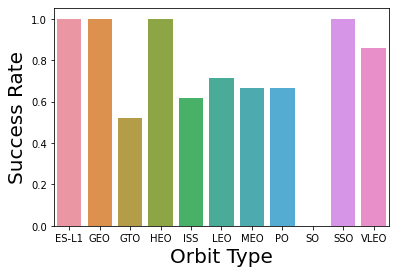 Success Rate
1.0
0.8
0.6
0.4
0.2
0.0
ES-L1 GEO GTO HEO ISS LEO MEO PO SO SSO VLEO
Orbit Type